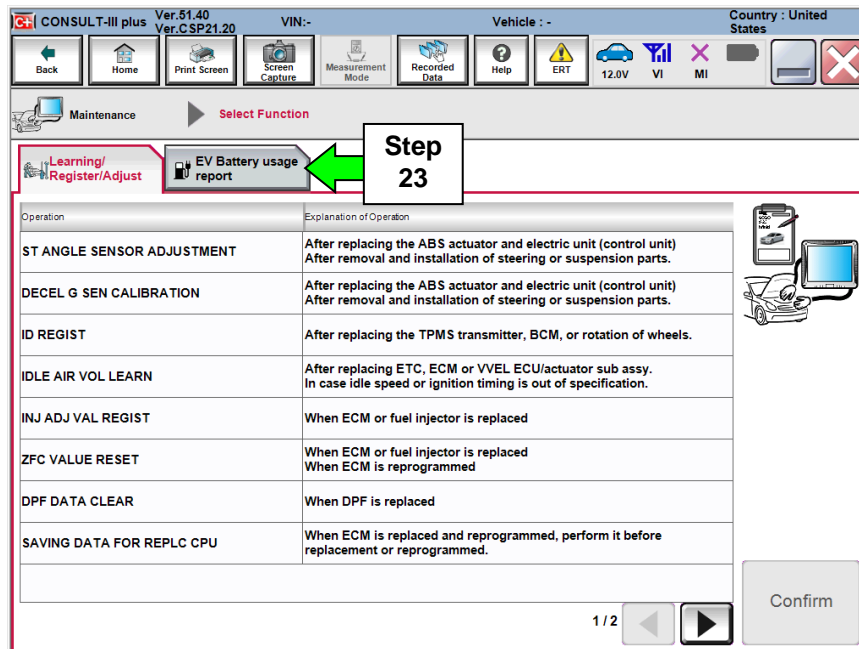 C+ CONSULT-III plus Ver.51.40 VIN:- Vehicle : - Country : United
Ver.CSP21.20 States
Back
Home
Print Screen
Screen
Capture
Measurement
Mode
Recorded
Data
Help
ERT
12.0V
VI
MI
Maintenance
Select Function
Learning/
Register/Adjust
EV Battery usage
report
Step
23
Operation
Explanation of Operation
ST ANGLE SENSOR ADJUSTMENT
After replacing the ABS actuator and electric unit (control unit)
After removal and installation of steering or suspension parts.
DECEL G SEN CALIBRATION
After replacing the ABS actuator and electric unit (control unit)
After removal and installation of steering or suspension parts.
ID REGIST
After replacing the TPMS transmitter, BCM, or rotation of wheels.
IDLE AIR VOL LEARN
After replacing ETC, ECM or VVEL ECU/actuator sub assy.
In case idle speed or ignition timing is out of specification.
INJ ADJ VAL REGIST
When ECM or fuel injector is replaced
ZFC VALUE RESET
When ECM or fuel injector is replaced
When ECM is reprogrammed
DPF DATA CLEAR
When DPF is replaced
SAVING DATA FOR REPLC CPU
When ECM is replaced and reprogrammed, perform it before
replacement or reprogrammed.
1 / 2
Confirm